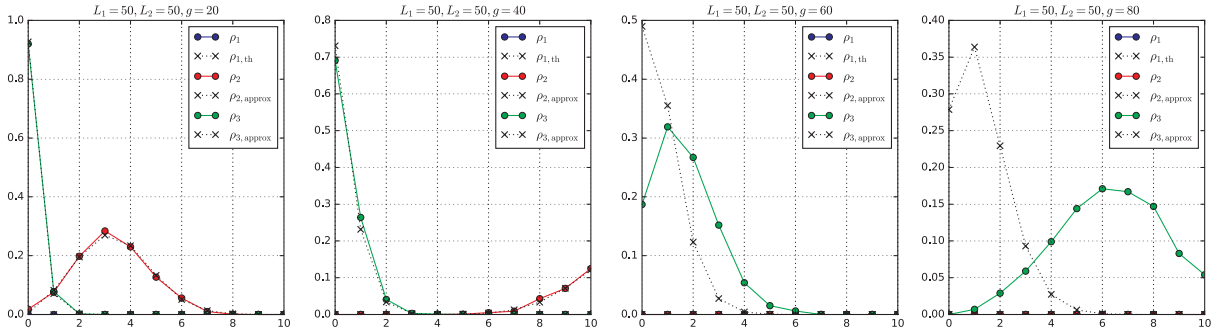 L₁ = 50, L₂ = 50, g = 20
1.0
0.8
0.6
0.4
0.2
0.0
0 2 4 6 8 10
ρ₁
ρ₁,th
ρ₂
ρ₂,approx
ρ₃
ρ₃,approx
L₁ = 50, L₂ = 50, g = 40
0.8
0.7
0.6
0.5
0.4
0.3
0.2
0.1
0.0
0 2 4 6 8 10
ρ₁
ρ₁,th
ρ₂
ρ₂,approx
ρ₃
ρ₃,approx
L₁ = 50, L₂ = 50, g = 60
0.5
0.4
0.3
0.2
0.1
0.0
0 2 4 6 8 10
ρ₁
ρ₁,th
ρ₂
ρ₂,approx
ρ₃
ρ₃,approx
L₁ = 50, L₂ = 50, g = 80
0.40
0.35
0.30
0.25
0.20
0.15
0.10
0.05
0.00
0 2 4 6 8 10
ρ₁
ρ₁,th
ρ₂
ρ₂,approx
ρ₃
ρ₃,approx